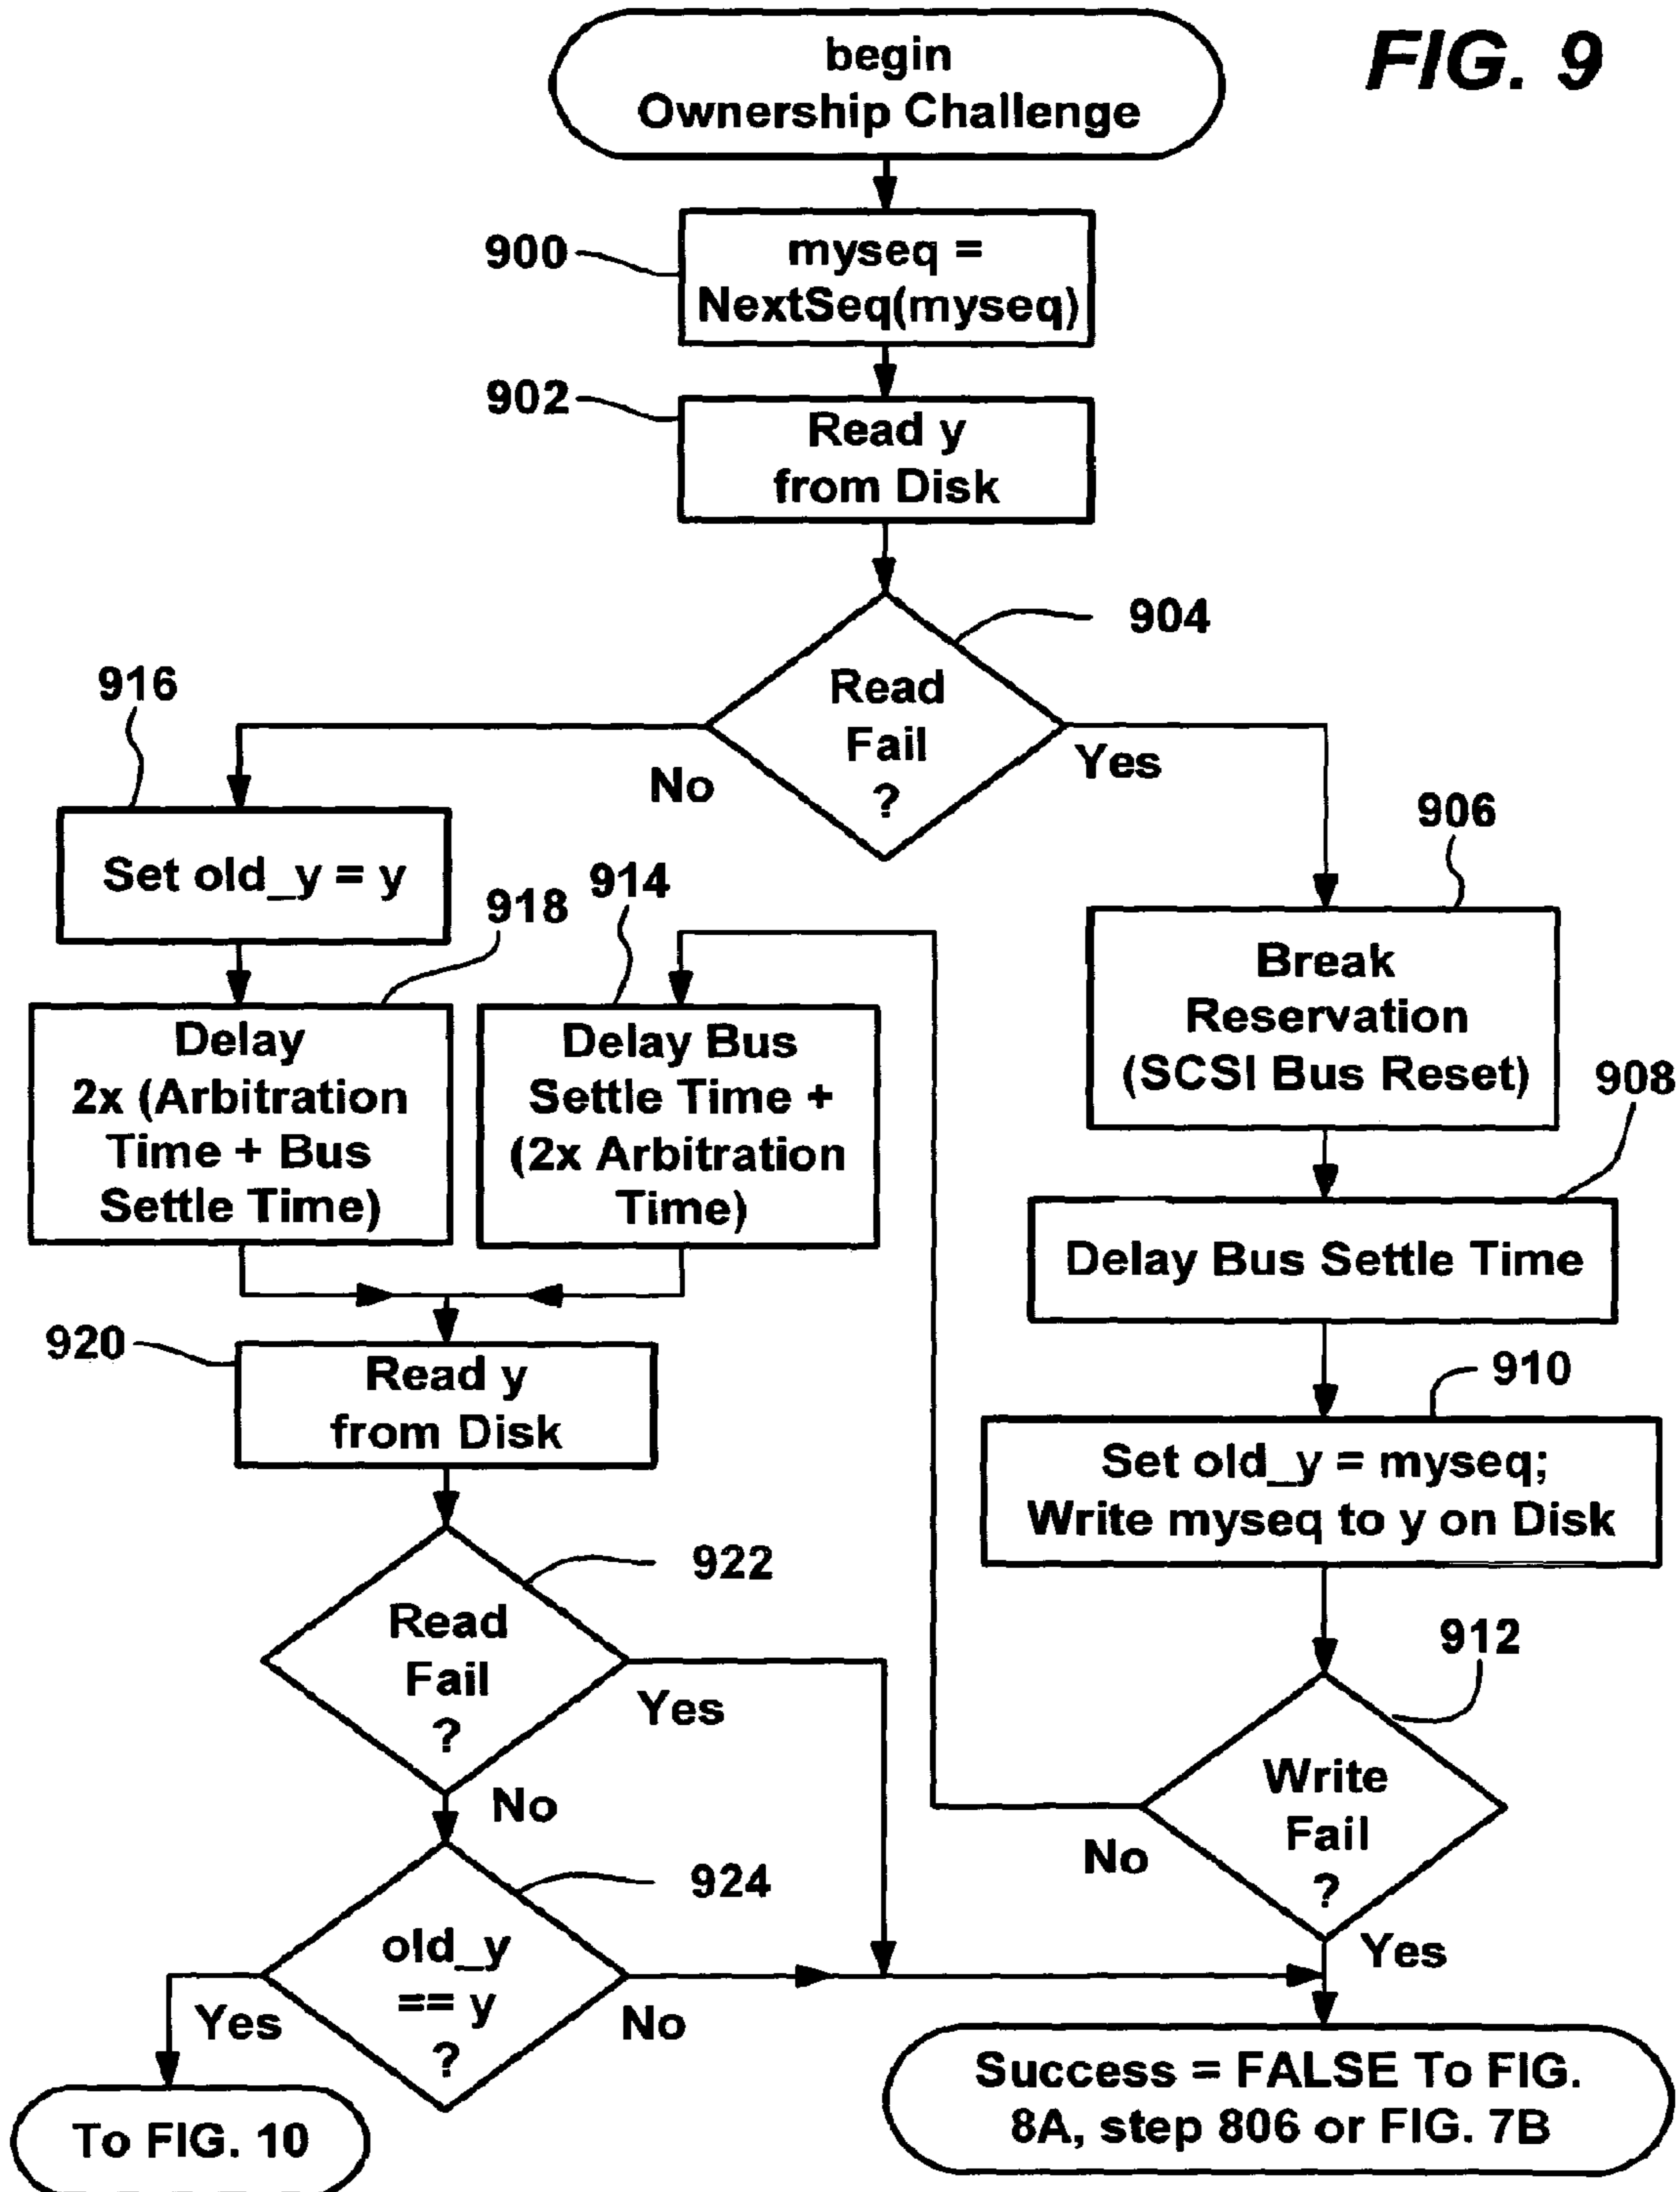 begin
Ownership Challenge
FIG. 9
900
myseq =
NextSeq(myseq)
902
Read y
from Disk
904
Read
Fail
?
No
Yes
916
Set old_y = y
918
Delay
2x (Arbitration
Time + Bus
Settle Time)
914
Delay Bus
Settle Time +
(2x Arbitration
Time)
906
Break
Reservation
(SCSI Bus Reset)
908
Delay Bus Settle Time
910
Set old_y = myseq;
Write myseq to y on Disk
912
Write
Fail
?
No
Yes
920
Read y
from Disk
922
Read
Fail
?
Yes
No
924
old_y
== y
?
Yes
No
To FIG. 10
Success = FALSE To FIG.
8A, step 806 or FIG. 7B